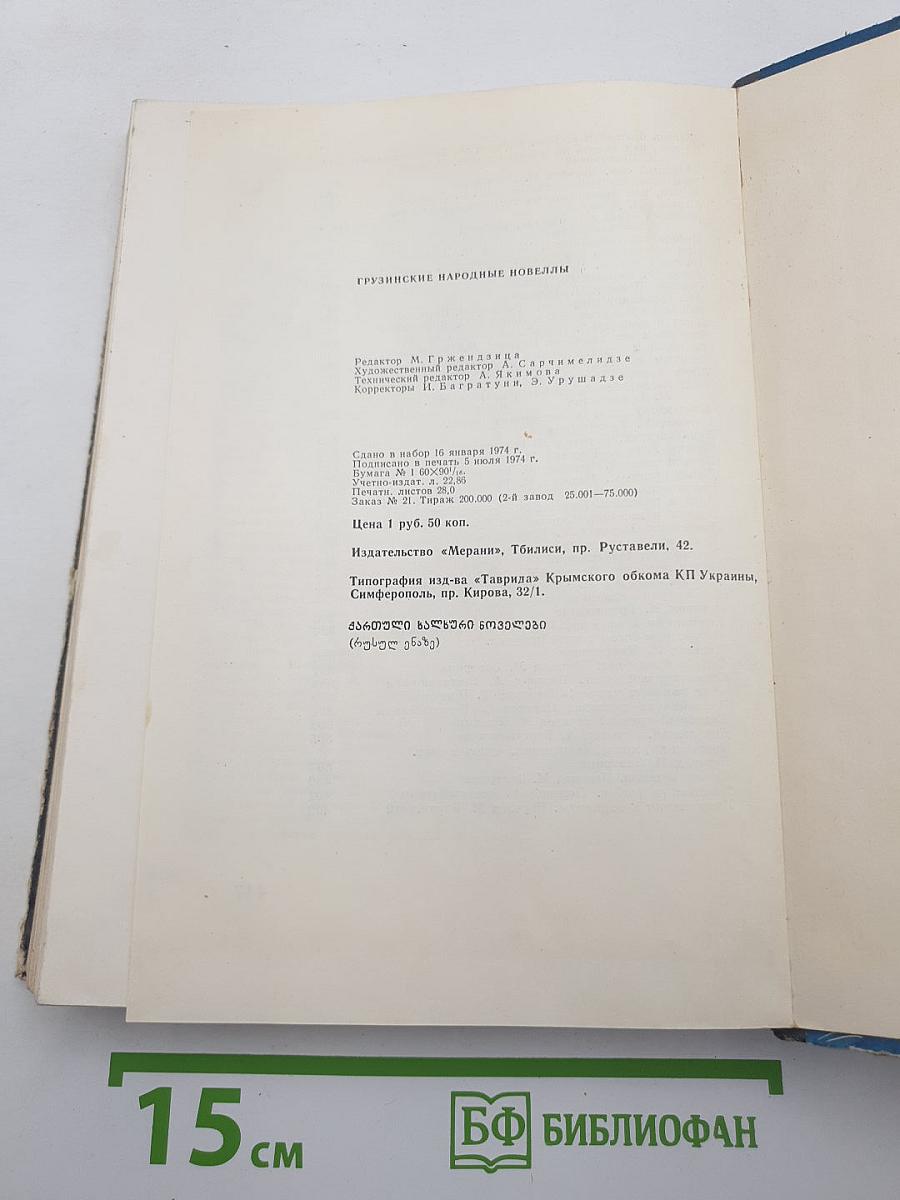 ГРУЗИНСКИЕ НАРОДНЫЕ НОВЕЛЛЫ
Редактор М. Гржендзица
Художественный редактор А. Сарчимелидзе
Технический редактор А. Якимова
Корректоры И. Багратуни, Э. Урушадзе
Сдано в набор 16 января 1974 г.
Подписано в печать 5 июля 1974 г.
Бумага № 1 60×90¹/₁₆.
Учетно-издат. л. 22,86
Печатн. листов 28,0
Заказ № 21. Тираж 200.000 (2-й завод 25.001—75.000)
Цена 1 руб. 50 коп.
Издательство «Мерани», Тбилиси, пр. Руставели, 42.
Типография изд-ва «Таврида» Крымского обкома КП Украины,
Симферополь, пр. Кирова, 32/1.
ქართული ხალხური ნოველები
(რუსულ ენაზე)
15 см
БФ БИБЛИОФАН